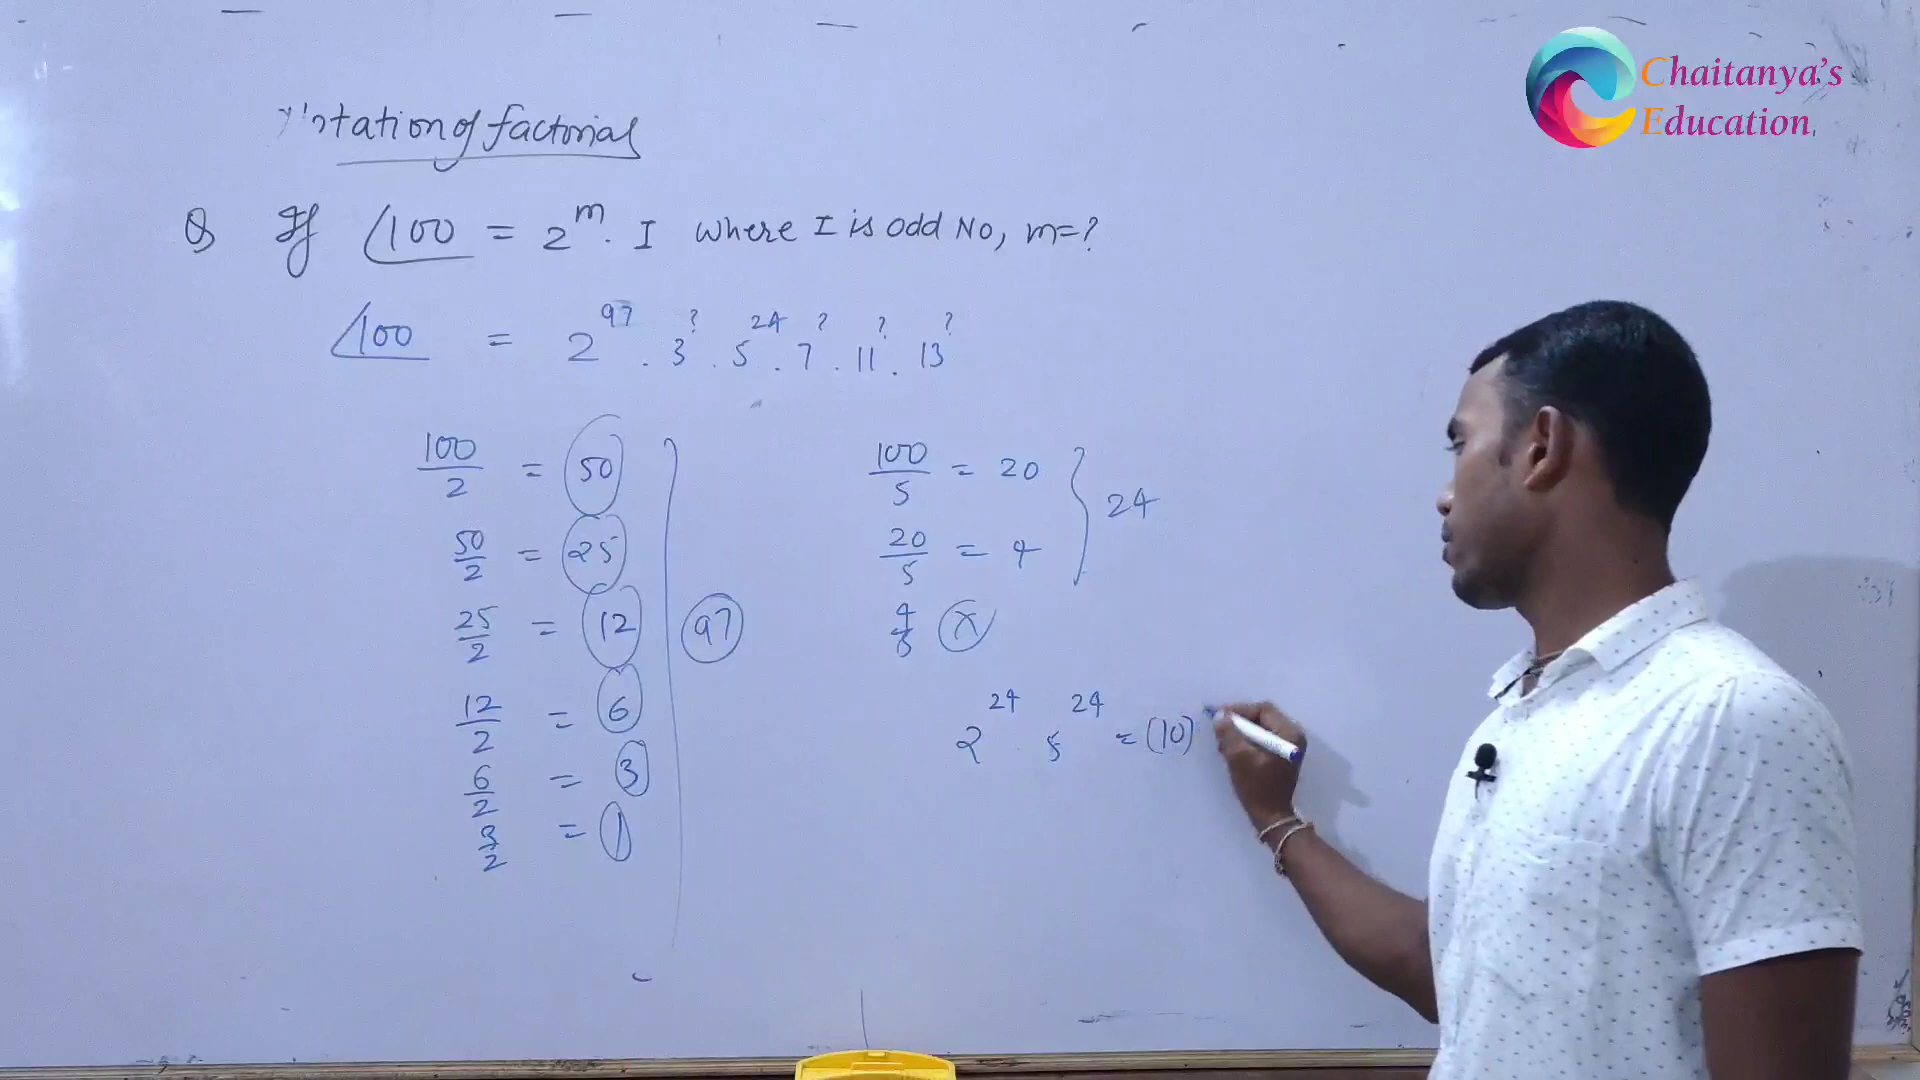 Chaitanya's
Education
of factorial
Q If ∠100 = 2^m . I where I is odd No, m=?
∠100 = 2^97 . 3^? . 5^24 . 7^? . 11^? . 13^?
100/2 = 50
50/2 = 25
25/2 = 12
12/2 = 6
6/2 = 3
3/2 = 1
97
100/5 = 20
20/5 = 4
24
4/5 X
2^24 . 5^24 = (10)